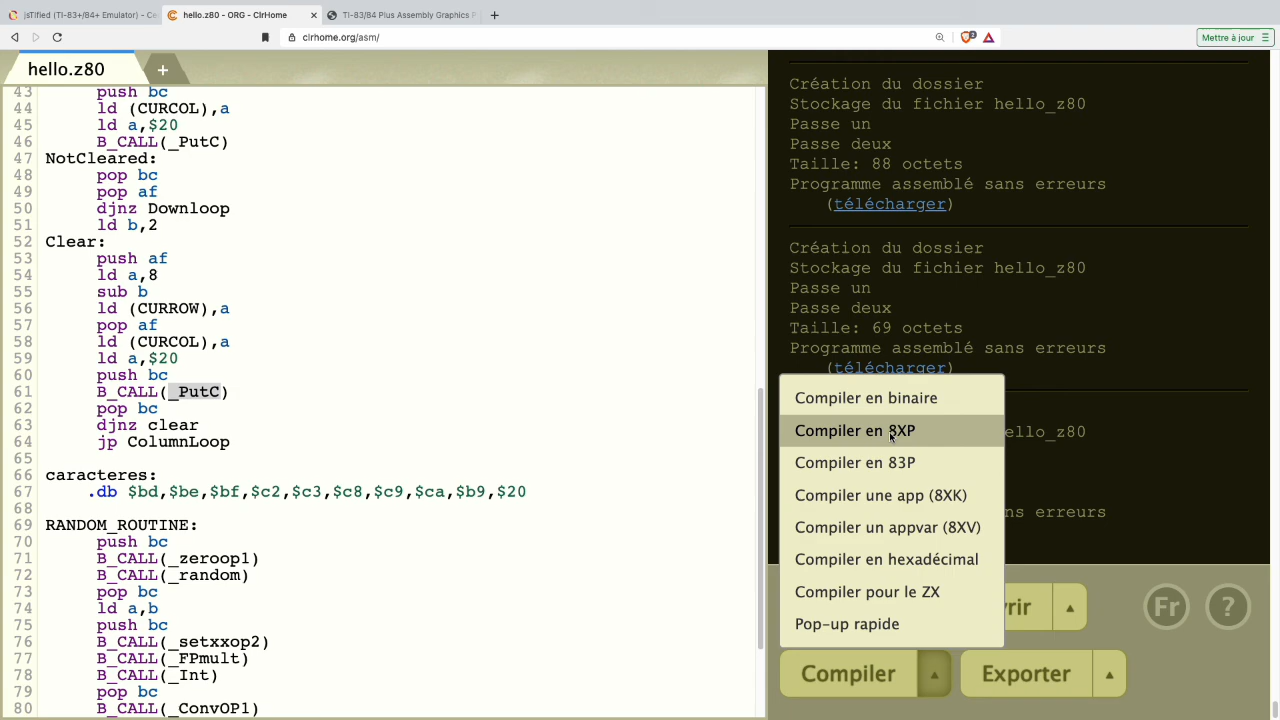 jsTified (TI-83+/84+ Emulator) - Ce
hello.z80 - ORG - ClrHome
TI-83/84 Plus Assembly Graphics P
clrhome.org/asm/
Mettre à jour
hello.z80
43 push bc
44 ld (CURCOL),a
45 ld a,$20
46 B_CALL(_PutC)
47 NotCleared:
48 pop bc
49 pop af
50 djnz Downloop
51 ld b,2
52 Clear:
53 push af
54 ld a,8
55 sub b
56 ld (CURROW),a
57 pop af
58 ld (CURCOL),a
59 ld a,$20
60 push bc
61 B_CALL(_PutC)
62 pop bc
63 djnz clear
64 jp ColumnLoop
65
66 caracteres:
67 .db $bd,$be,$bf,$c2,$c3,$c8,$c9,$ca,$b9,$20
68
69 RANDOM_ROUTINE:
70 push bc
71 B_CALL(_zeroop1)
72 B_CALL(_random)
73 pop bc
74 ld a,b
75 push bc
76 B_CALL(_setxxop2)
77 B_CALL(_FPmult)
78 B_CALL(_Int)
79 pop bc
80 B_CALL(_ConvOP1)
Création du dossier
Stockage du fichier hello_z80
Passe un
Passe deux
Taille: 88 octets
Programme assemblé sans erreurs
(télécharger)
Création du dossier
Stockage du fichier hello_z80
Passe un
Passe deux
Taille: 69 octets
Programme assemblé sans erreurs
(télécharger)
ello_z80
ns erreurs
Compiler en binaire
Compiler en 8XP
Compiler en 83P
Compiler une app (8XK)
Compiler un appvar (8XV)
Compiler en hexadécimal
Compiler pour le ZX
Pop-up rapide
rir
Fr
?
Compiler
Exporter